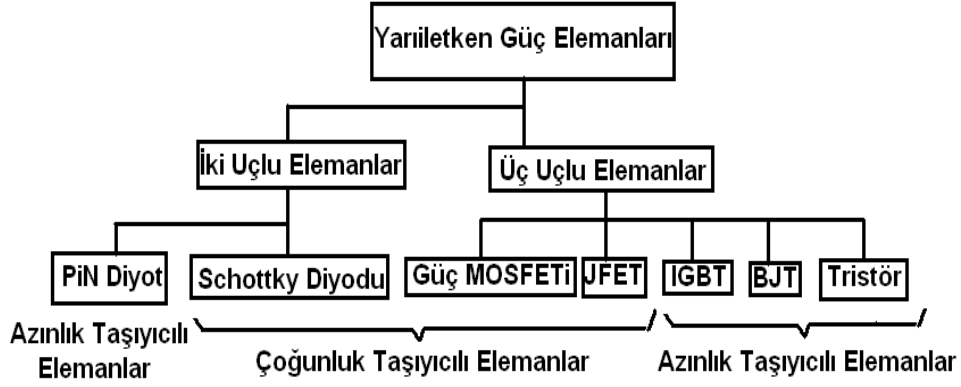 Yarıiletken Güç Elemanları
İki Uçlu Elemanlar
Üç Uçlu Elemanlar
PiN Diyot
Schottky Diyodu
Güç MOSFETi
JFET
IGBT
BJT
Tristör
Azınlık Taşıyıcılı
Elemanlar
Çoğunluk Taşıyıcılı Elemanlar
Azınlık Taşıyıcılı Elemanlar